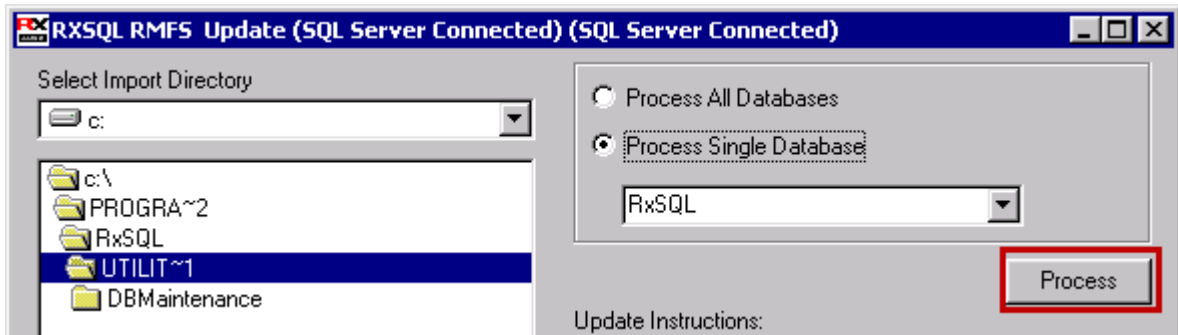 RXSQL RMFS Update (SQL Server Connected) (SQL Server Connected)
Select Import Directory
c:
c:\
PROGRA~2
RxSQL
UTILIT~1
DBMaintenance
Process All Databases
Process Single Database
RxSQL
Process
Update Instructions: